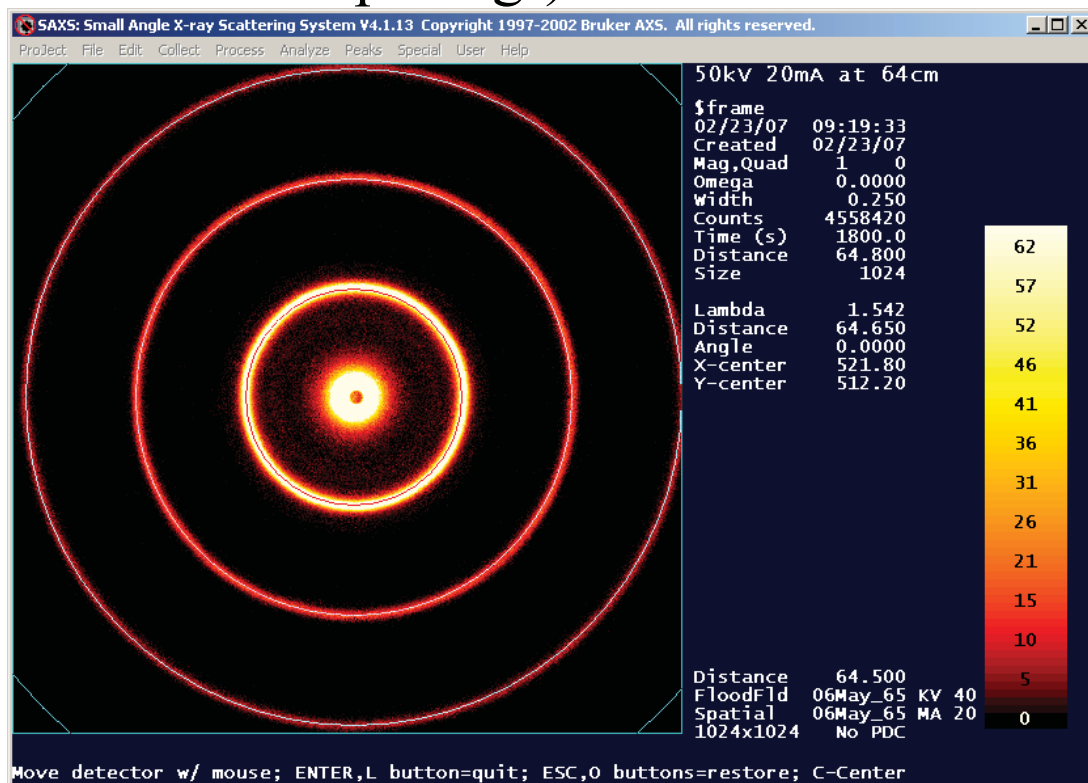 SAXS: Small Angle X-ray Scattering System V4.1.13 Copyright 1997-2002 Bruker AXS. All rights reserved.
ProJect File Edit Collect Process Analyze Peaks Special User Help
50kV 20mA at 64cm
$frame
02/23/07 09:19:33
Created 02/23/07
Mag,Quad 1 0
Omega 0.0000
Width 0.250
Counts 4558420
Time (s) 1800.0
Distance 64.800
Size 1024
Lambda 1.542
Distance 64.650
Angle 0.0000
X-center 521.80
Y-center 512.20
62
57
52
46
41
36
31
26
21
15
10
5
0
Distance 64.500
FloodFld 06May_65 KV 40
Spatial 06May_65 MA 20
1024x1024 No PDC
Move detector w/ mouse; ENTER,L button=quit; ESC,O buttons=restore; C-Center